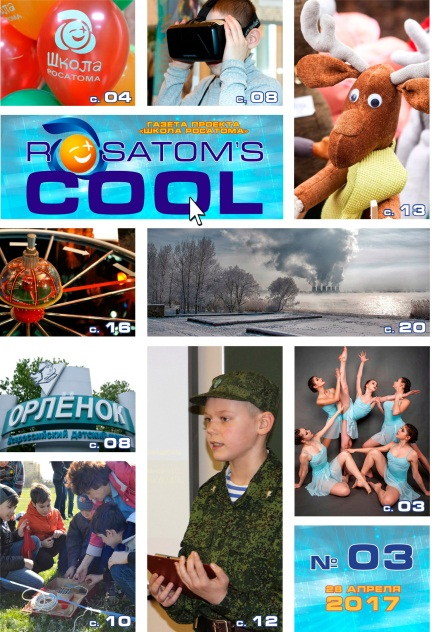 Школа
РОСАТОМА
с. 04
с. 08
с. 13
ГАЗЕТА ПРОЕКТА
«ШКОЛА РОСАТОМА»
ROSATOM'S
COOL
с. 16
с. 20
ОРЛЁНОК
Всероссийский детский
с. 08
с. 03
с. 10
с. 12
№ 03
28 АПРЕЛЯ
2017